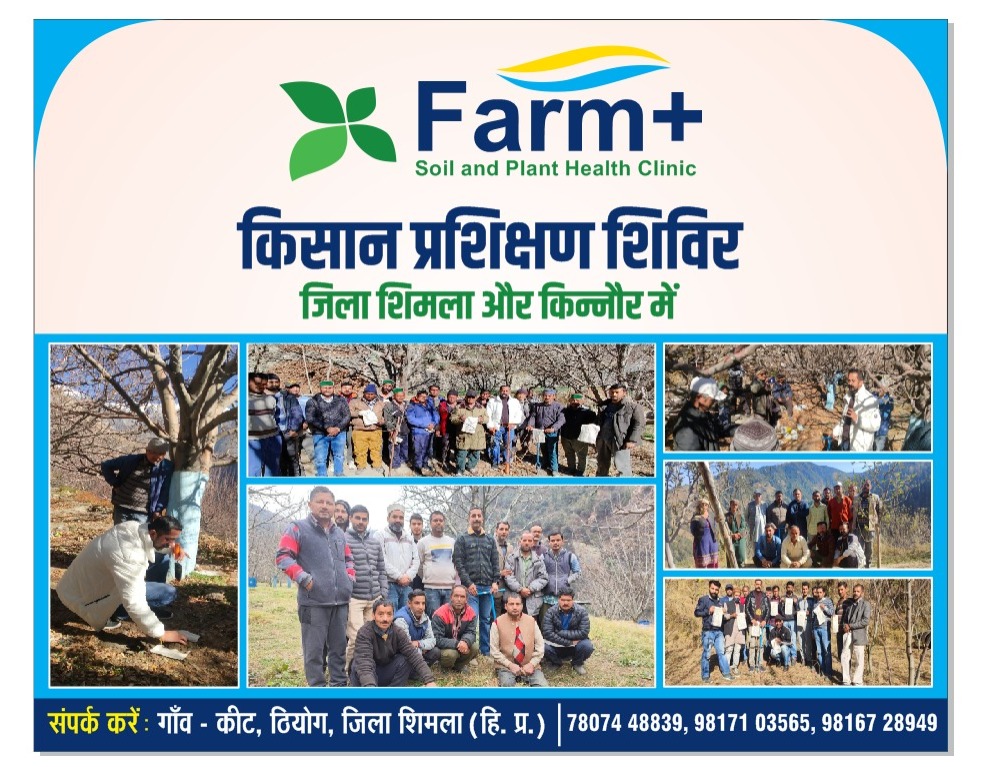 Farm+
Soil and Plant Health Clinic
किसान प्रशिक्षण शिविर
जिला शिमला और किन्नौर में
संपर्क करें : गाँव - कीट, ठियोग, जिला शिमला (हि. प्र.) 78074 48839, 98171 03565, 98167 28949